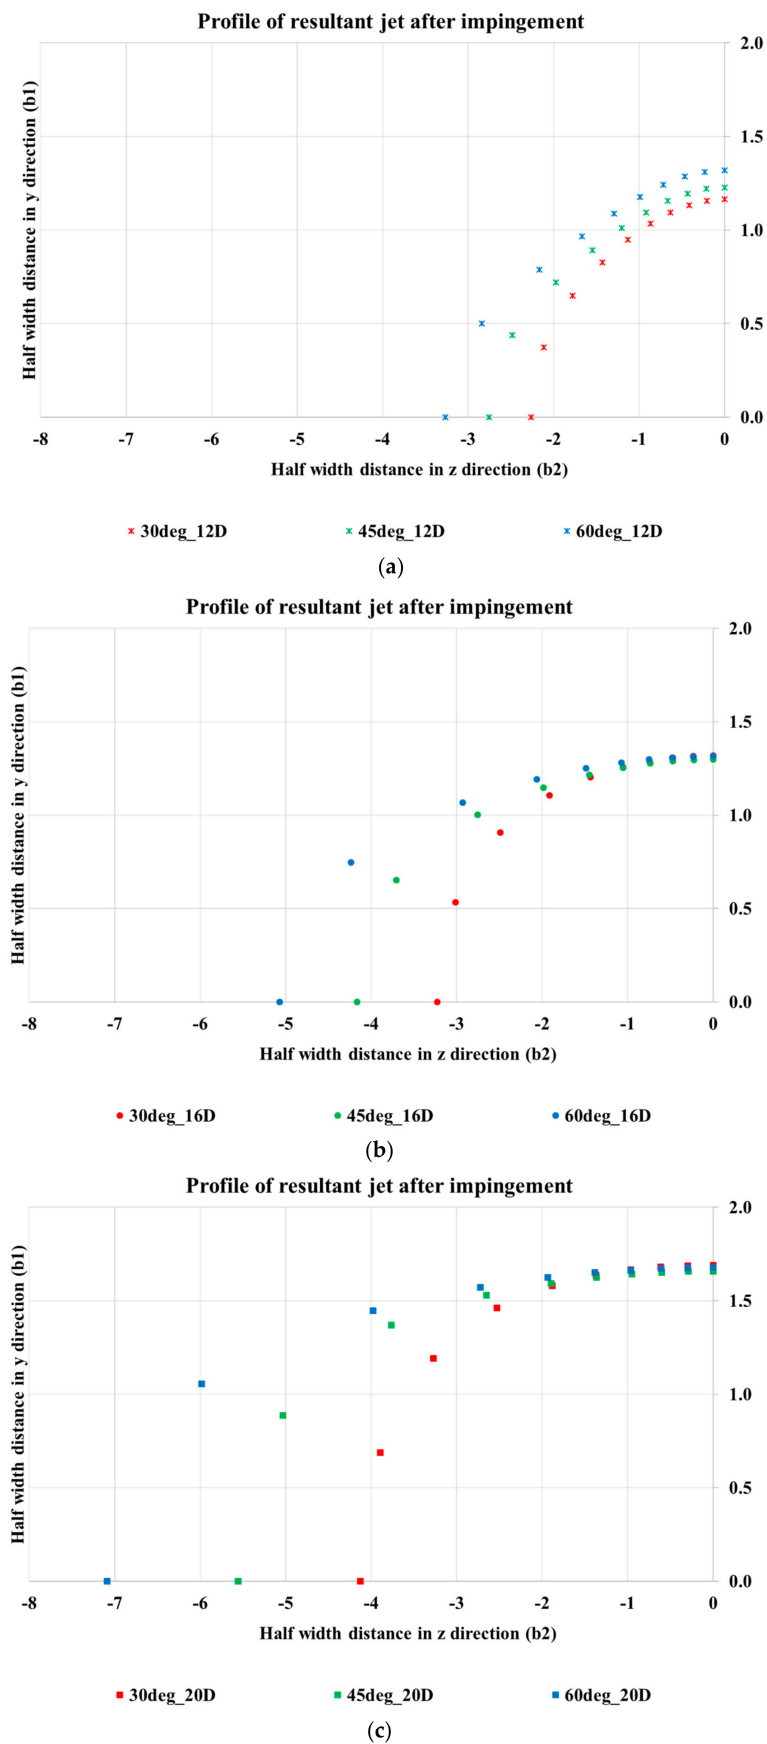 Profile of resultant jet after impingement
2.0
1.5
1.0
0.5
0.0
Half width distance in y direction (b1)
-8 -7 -6 -5 -4 -3 -2 -1 0
Half width distance in z direction (b2)
30deg_12D 45deg_12D 60deg_12D
(a)
Profile of resultant jet after impingement
2.0
1.5
1.0
0.5
0.0
Half width distance in y direction (b1)
-8 -7 -6 -5 -4 -3 -2 -1 0
Half width distance in z direction (b2)
30deg_16D 45deg_16D 60deg_16D
(b)
Profile of resultant jet after impingement
2.0
1.5
1.0
0.5
0.0
Half width distance in y direction (b1)
-8 -7 -6 -5 -4 -3 -2 -1 0
Half width distance in z direction (b2)
30deg_20D 45deg_20D 60deg_20D
(c)